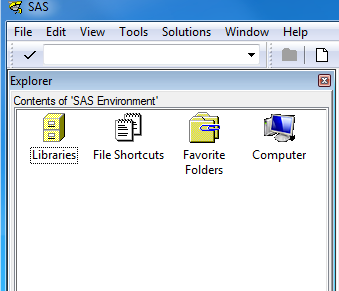 SAS
File Edit View Tools Solutions Window Help
Explorer
Contents of 'SAS Environment'
Libraries File Shortcuts Favorite Folders Computer